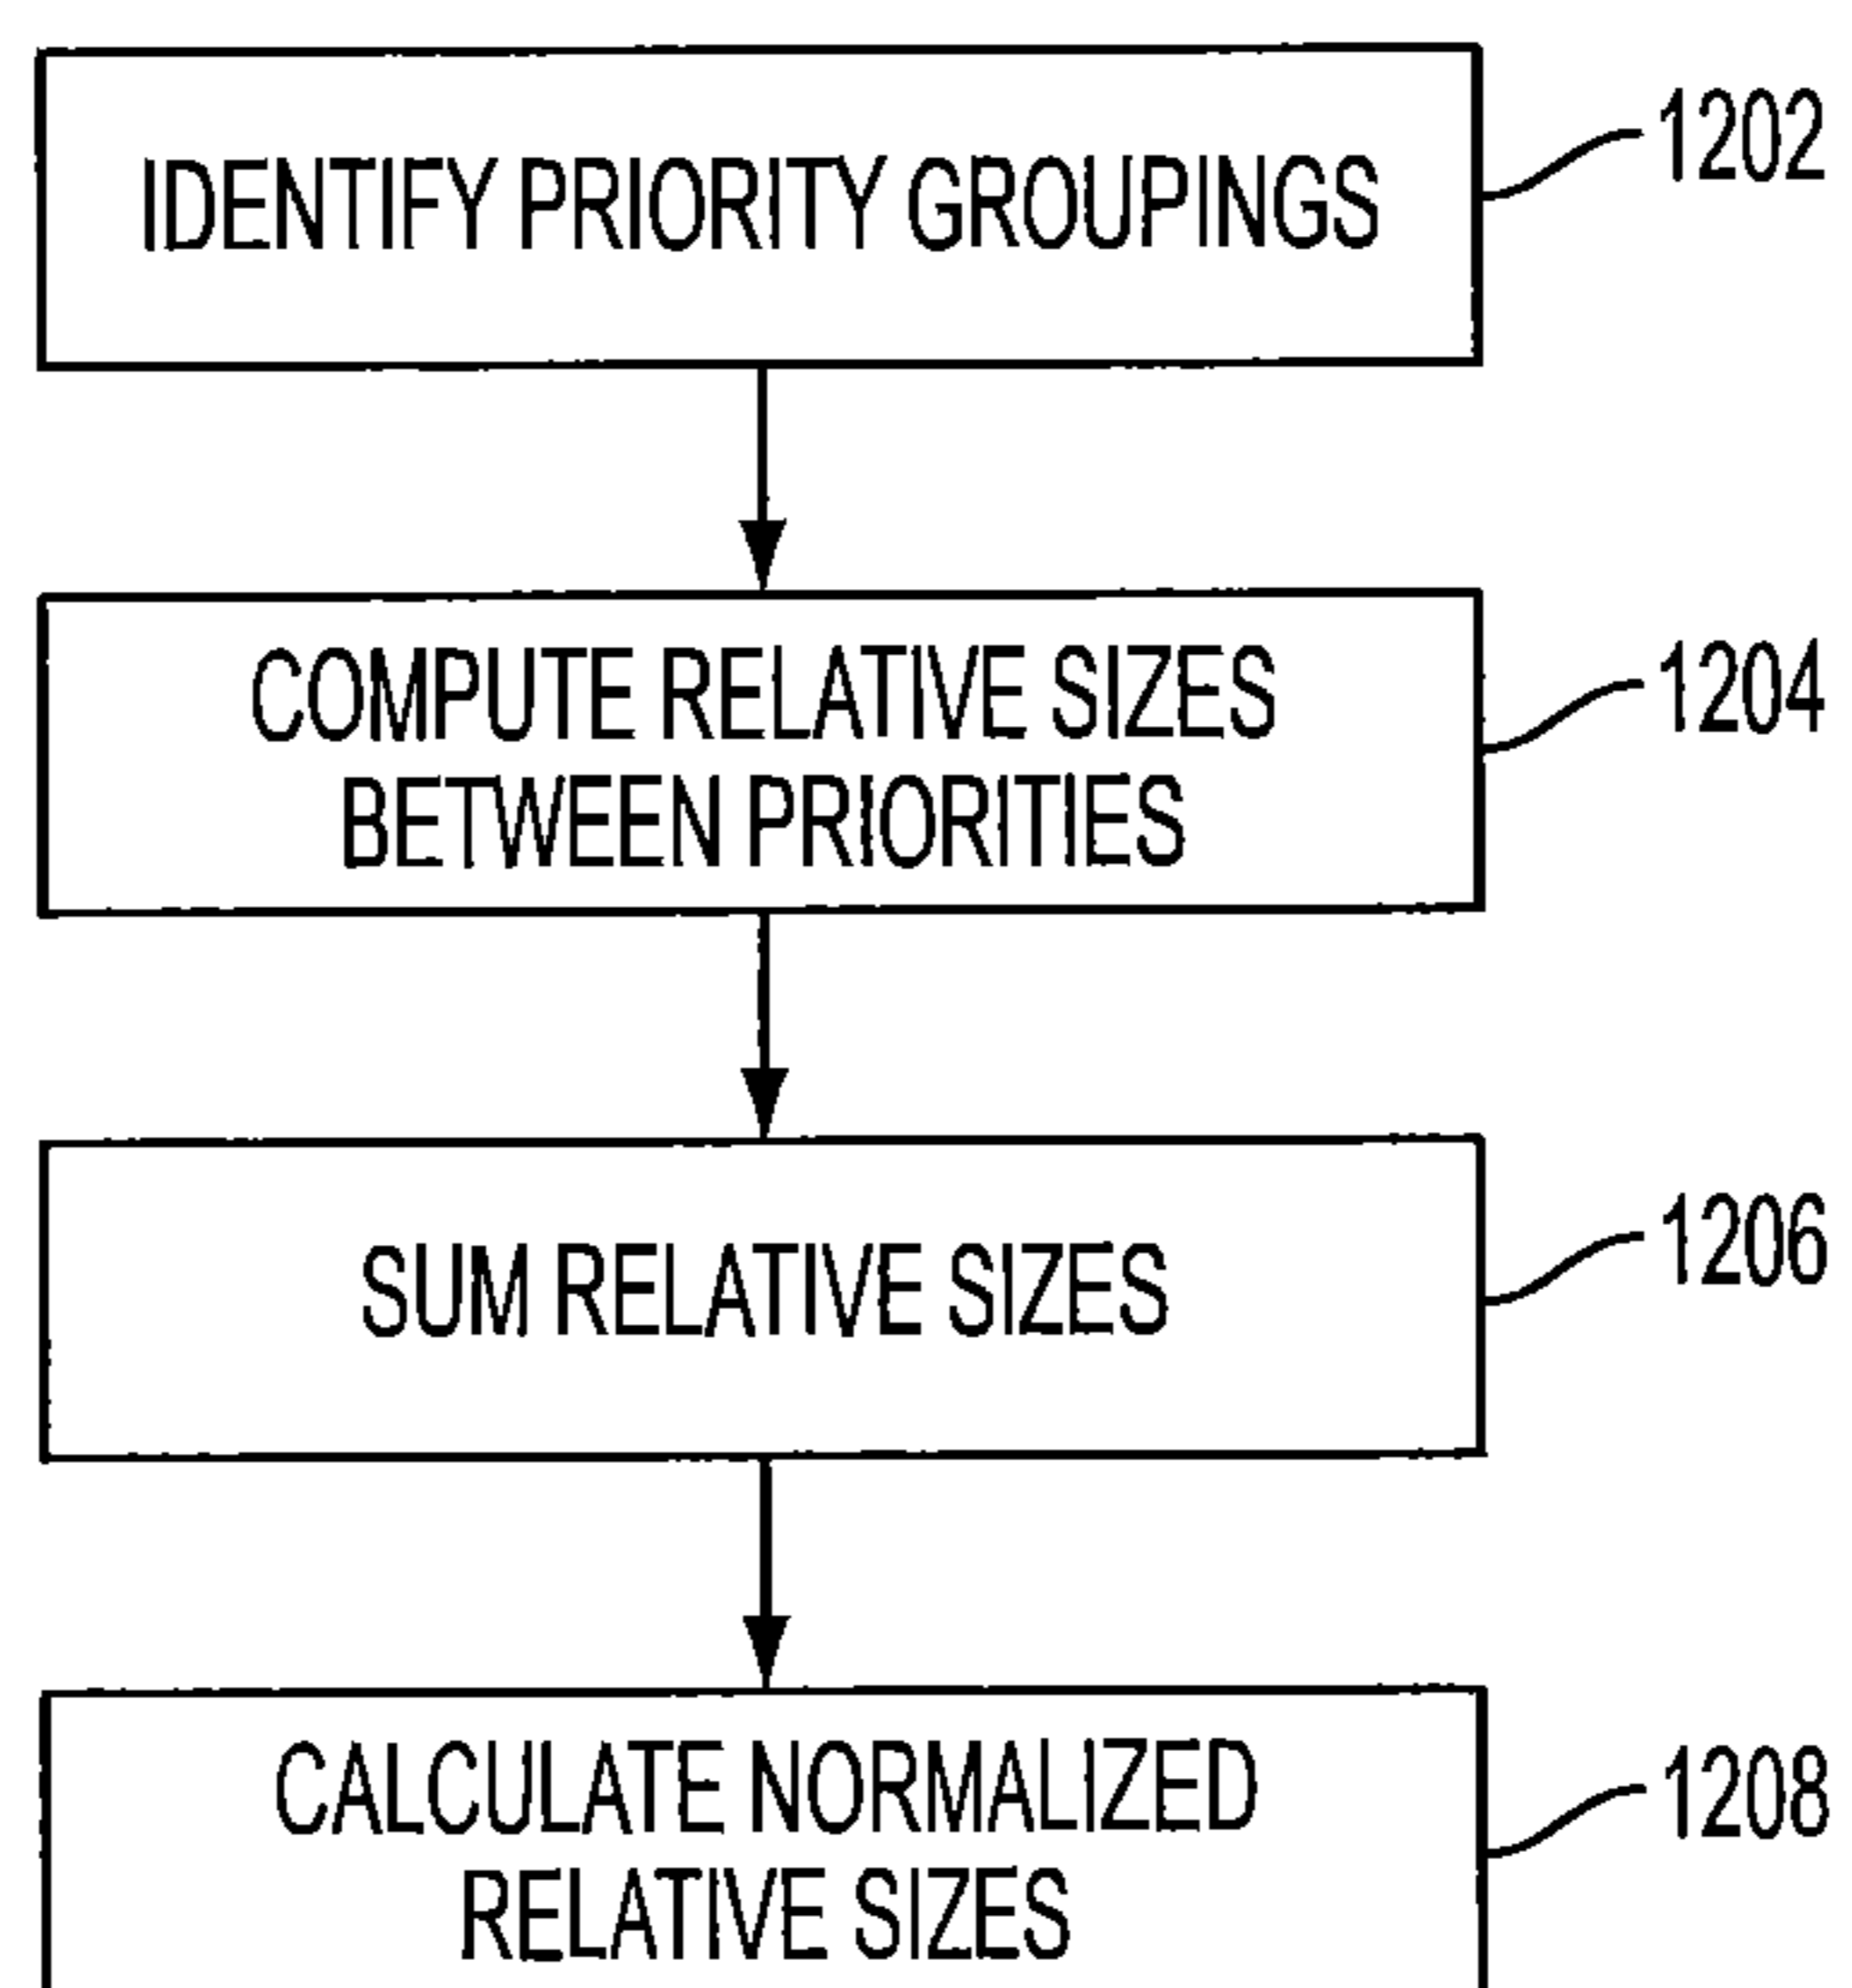 IDENTIFY PRIORITY GROUPINGS
1202
COMPUTE RELATIVE SIZES
BETWEEN PRIORITIES
1204
SUM RELATIVE SIZES
1206
CALCULATE NORMALIZED
RELATIVE SIZES
1208